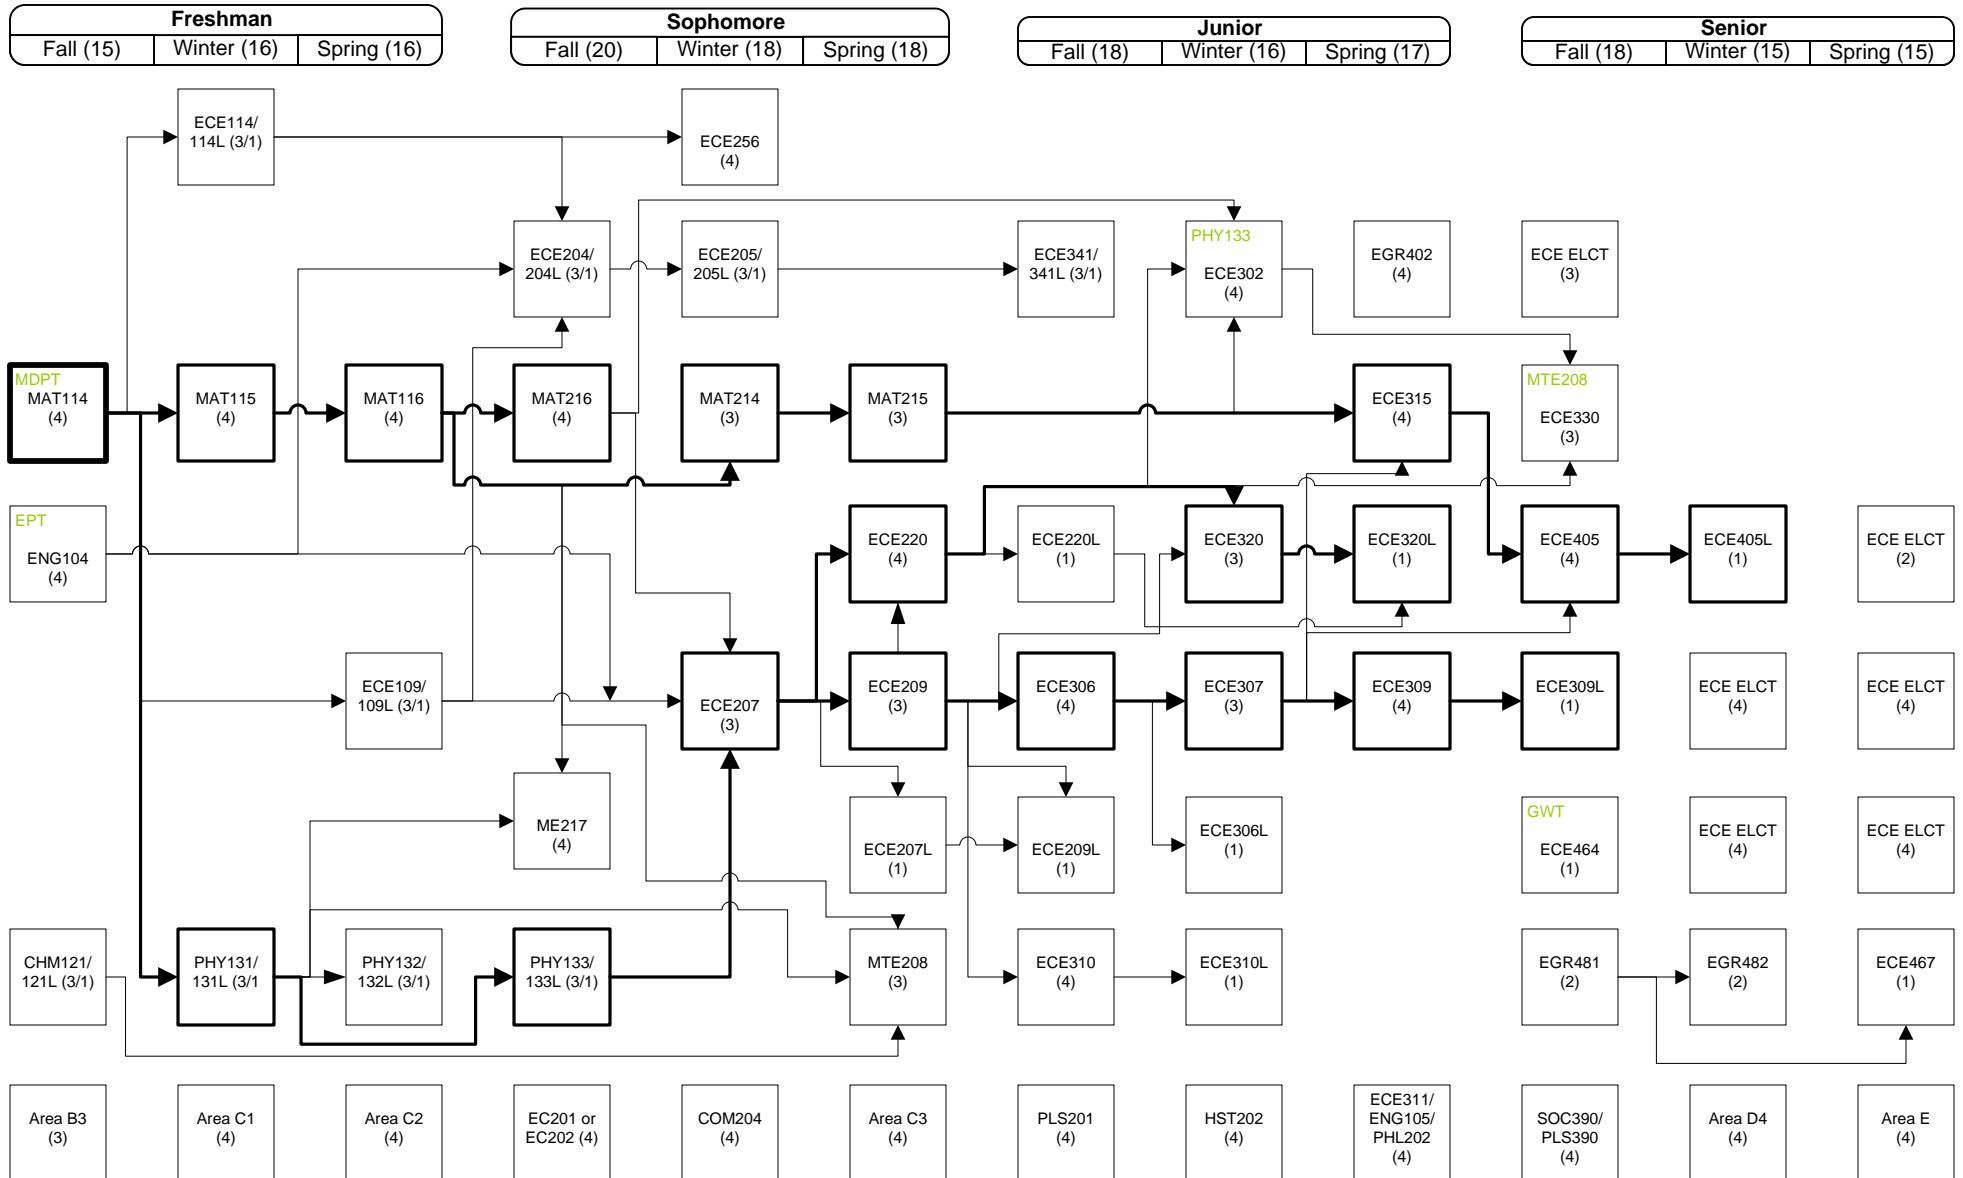 Freshman
Fall (15) Winter (16) Spring (16)
Sophomore
Fall (20) Winter (18) Spring (18)
Junior
Fall (18) Winter (16) Spring (17)
Senior
Fall (18) Winter (15) Spring (15)
ECE114/
114L (3/1)
ECE256
(4)
ECE204/
204L (3/1)
ECE205/
205L (3/1)
ECE341/
341L (3/1)
PHY133
ECE302
(4)
EGR402
(4)
ECE ELCT
(3)
MDPT
MAT114
(4)
MAT115
(4)
MAT116
(4)
MAT216
(4)
MAT214
(3)
MAT215
(3)
ECE315
(4)
MTE208
ECE330
(3)
EPT
ENG104
(4)
ECE220
(4)
ECE220L
(1)
ECE320
(3)
ECE320L
(1)
ECE405
(4)
ECE405L
(1)
ECE ELCT
(2)
ECE109/
109L (3/1)
ECE207
(3)
ECE209
(3)
ECE306
(4)
ECE307
(3)
ECE309
(4)
ECE309L
(1)
ECE ELCT
(4)
ECE ELCT
(4)
ME217
(4)
ECE207L
(1)
ECE209L
(1)
ECE306L
(1)
GWT
ECE464
(1)
ECE ELCT
(4)
ECE ELCT
(4)
CHM121/
121L (3/1)
PHY131/
131L (3/1
PHY132/
132L (3/1)
PHY133/
133L (3/1)
MTE208
(3)
ECE310
(4)
ECE310L
(1)
EGR481
(2)
EGR482
(2)
ECE467
(1)
Area B3
(3)
Area C1
(4)
Area C2
(4)
EC201 or
EC202 (4)
COM204
(4)
Area C3
(4)
PLS201
(4)
HST202
(4)
ECE311/
ENG105/
PHL202
(4)
SOC390/
PLS390
(4)
Area D4
(4)
Area E
(4)